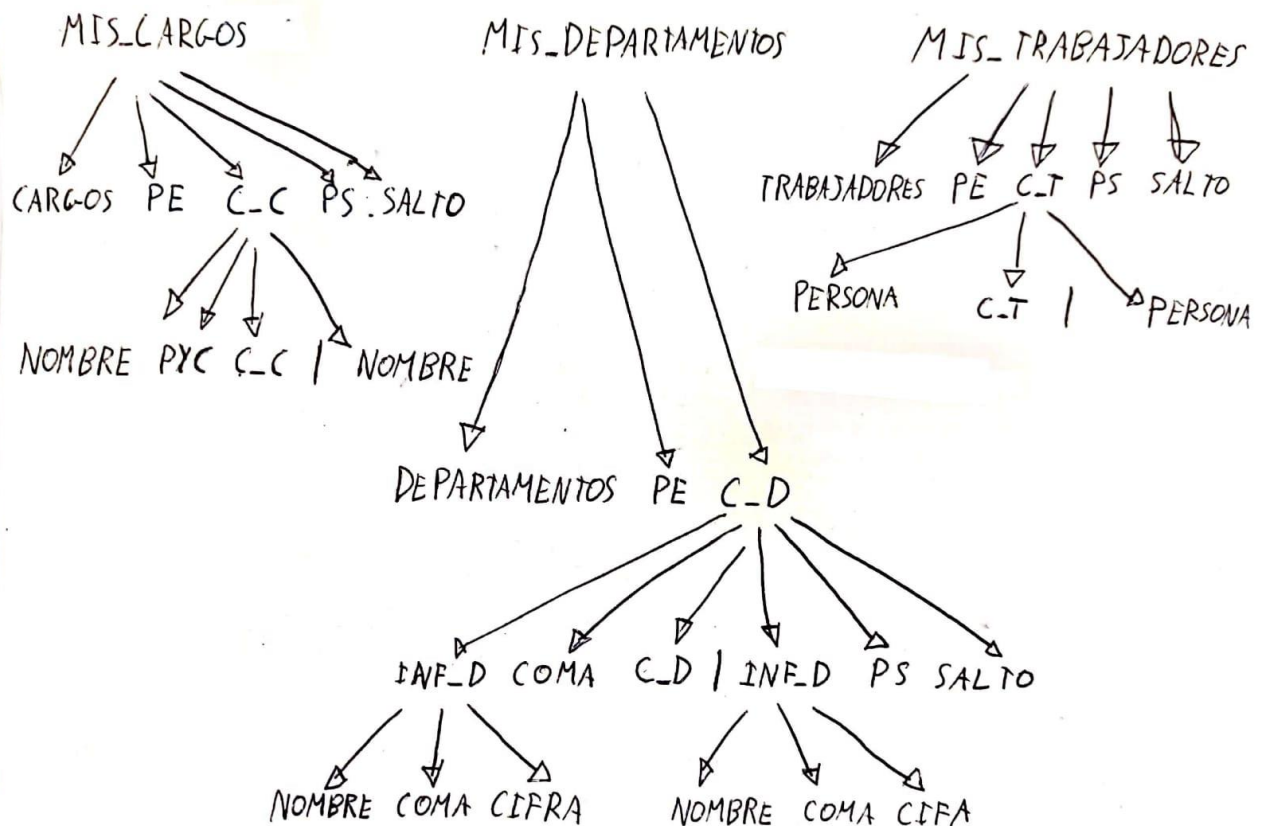 MIS_CARGOS MIS_DEPARTAMENTOS MIS_TRABAJADORES
CARGOS PE C_C PS . SALTO TRABAJADORES PE C_T PS SALTO
PERSONA C_T | PERSONA
NOMBRE PYC C_C | NOMBRE
DEPARTAMENTOS PE C_D
INF_D COMA C_D | INF_D PS SALTO
NOMBRE COMA CIFRA NOMBRE COMA CIFA